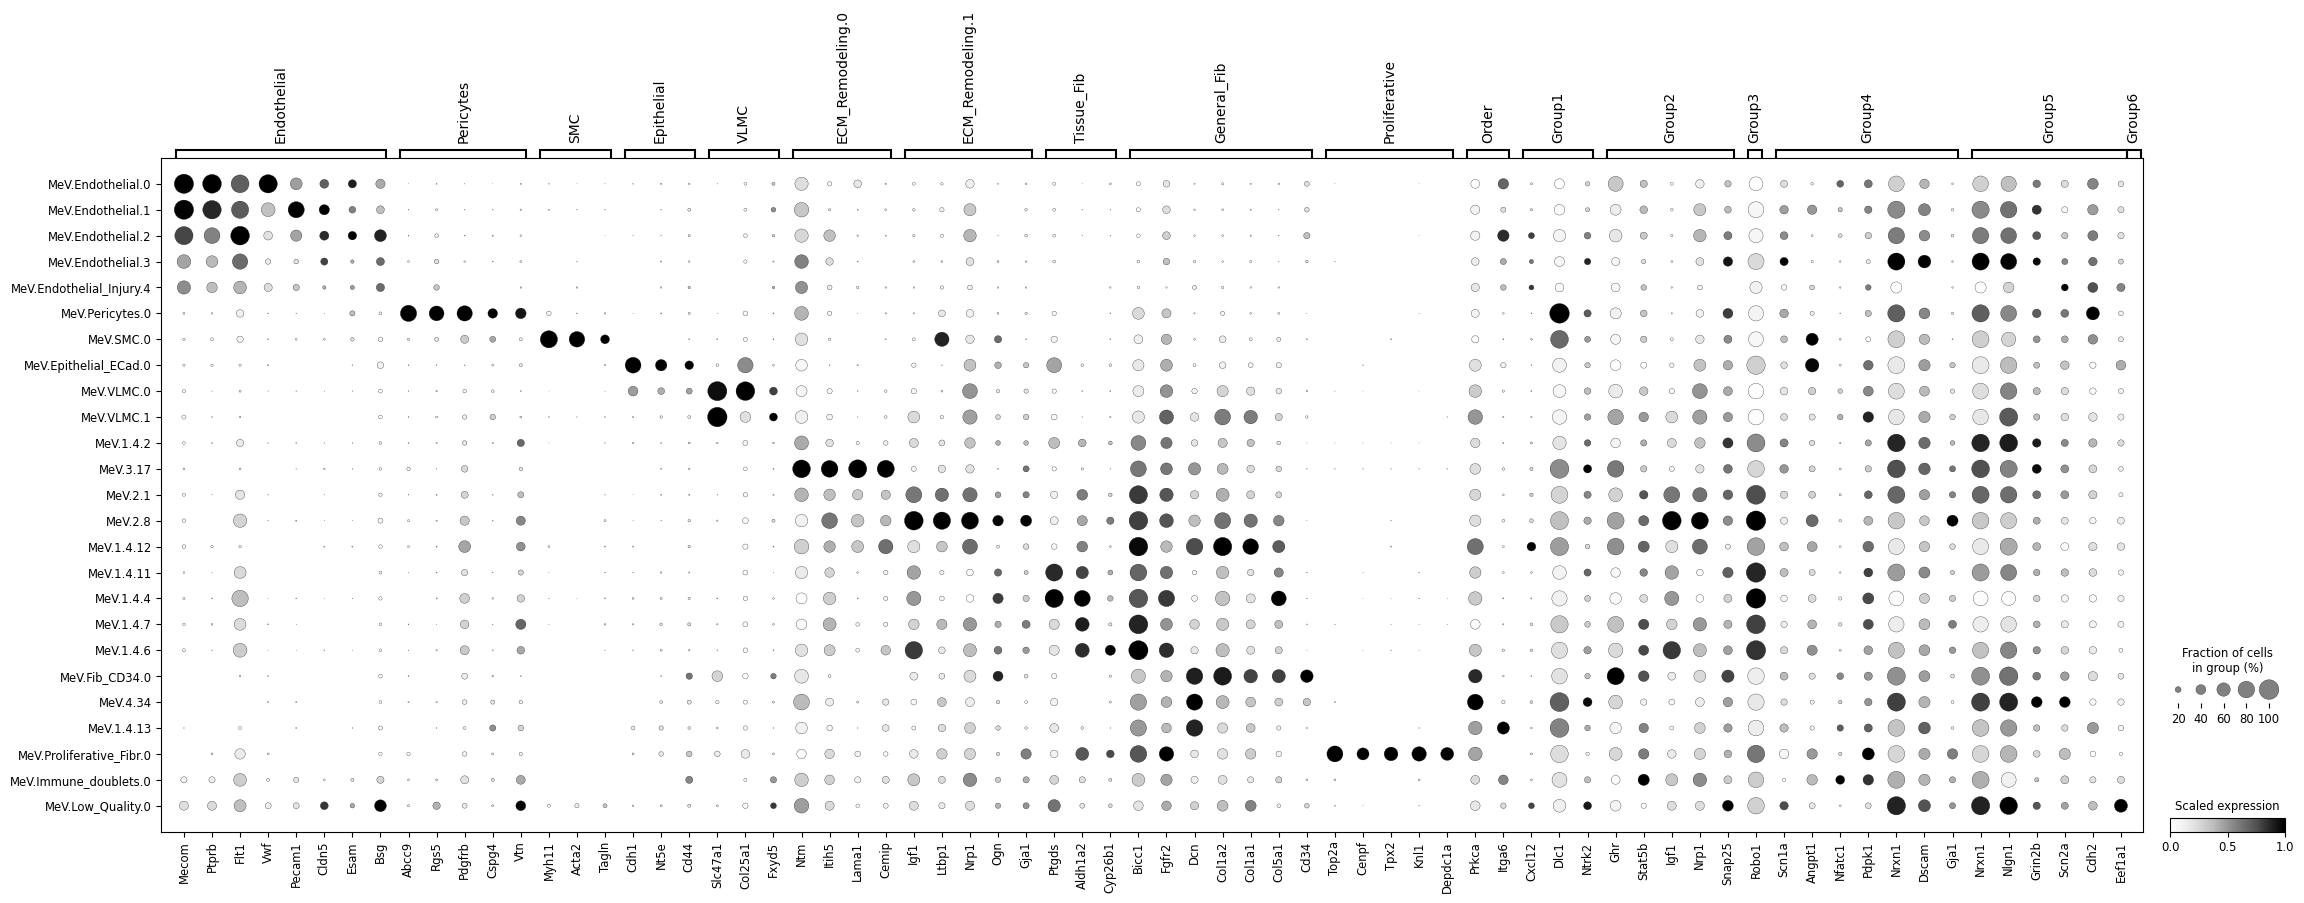 Endothelial
Pericytes
SMC
Epithelial
VLMC
ECM_Remodeling.0
ECM_Remodeling.1
Tissue_Fib
General_Fib
Proliferative
Order
Group1
Group2
Group3
Group4
Group5
Group6
MeV.Endothelial.0
MeV.Endothelial.1
MeV.Endothelial.2
MeV.Endothelial.3
MeV.Endothelial_Injury.4
MeV.Pericytes.0
MeV.SMC.0
MeV.Epithelial_ECad.0
MeV.VLMC.0
MeV.VLMC.1
MeV.1.4.2
MeV.3.17
MeV.2.1
MeV.2.8
MeV.1.4.12
MeV.1.4.11
MeV.1.4.4
MeV.1.4.7
MeV.1.4.6
MeV.Fib_CD34.0
MeV.4.34
MeV.1.4.13
MeV.Proliferative_Fibr.0
MeV.Immune_doublets.0
MeV.Low_Quality.0
Mecom
Ptprb
Flt1
Vwf
Pecam1
Cldn5
Esam
Bsg
Abcc9
Rgs5
Pdgfrb
Cspg4
Vtn
Myh11
Acta2
Tagln
Cdh1
Nt5e
Cd44
Slc47a1
Col25a1
Fxyd5
Ntm
Itih5
Lama1
Cemip
Igf1
Ltbp1
Nrp1
Ogn
Gja1
Ptgds
Aldh1a2
Cyp26b1
Bicc1
Fgfr2
Dcn
Col1a2
Col1a1
Col5a1
Cd34
Top2a
Cenpf
Tpx2
Knl1
Depdc1a
Prkca
Itga6
Cxcl12
Dlc1
Ntrk2
Ghr
Stat5b
Igf1
Nrp1
Snap25
Robo1
Scn1a
Angpt1
Nfatc1
Pdpk1
Nrxn1
Dscam
Gja1
Nrxn1
Nlgn1
Grin2b
Scn2a
Cdh2
Eef1a1
Fraction of cells
in group (%)
20 40 60 80 100
Scaled expression
0.0 0.5 1.0